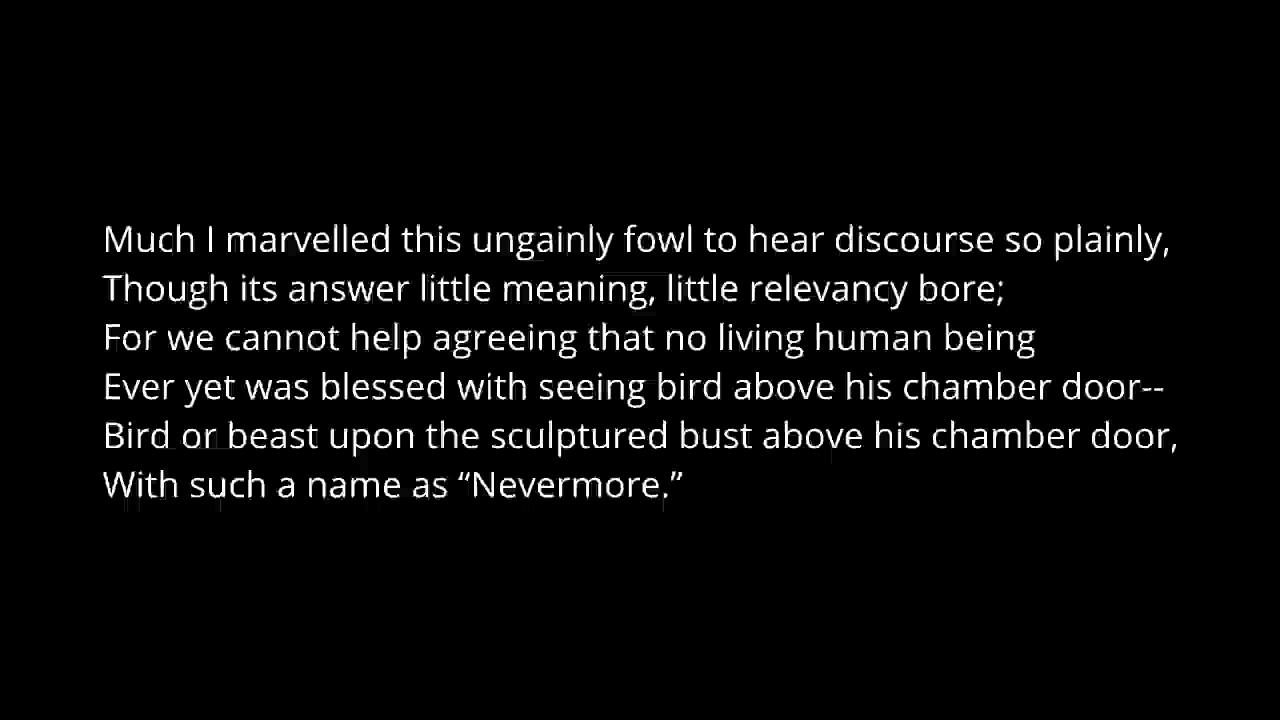 Much I marvelled this ungainly fowl to hear discourse so plainly,
Though its answer little meaning, little relevancy bore;
For we cannot help agreeing that no living human being
Ever yet was blessed with seeing bird above his chamber door--
Bird or beast upon the sculptured bust above his chamber door,
With such a name as “Nevermore.”